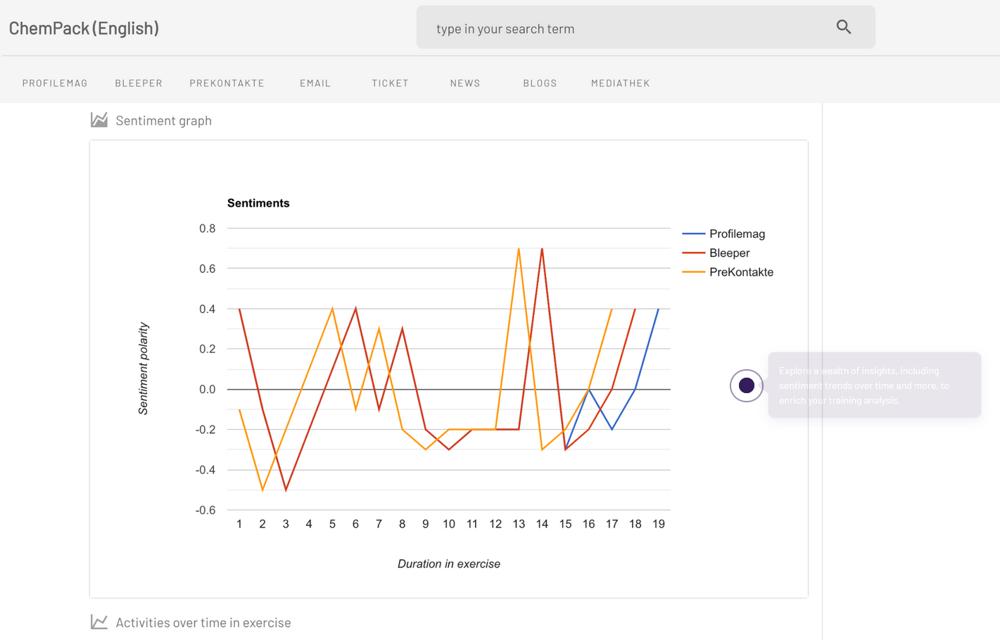 ChemPack (English)
type in your search term
PROFILEMAG BLEEPER PREKONTAKTE EMAIL TICKET NEWS BLOGS MEDIATHEK
Sentiment graph
Sentiments
0.8
0.6
0.4
0.2
0.0
-0.2
-0.4
-0.6
Sentiment polarity
1 2 3 4 5 6 7 8 9 10 11 12 13 14 15 16 17 18 19
Duration in exercise
Profilemag
Bleeper
PreKontakte
Explore a wealth of insights, including
sentiment trends over time and more, to
enrich your training analysis.
Activities over time in exercise